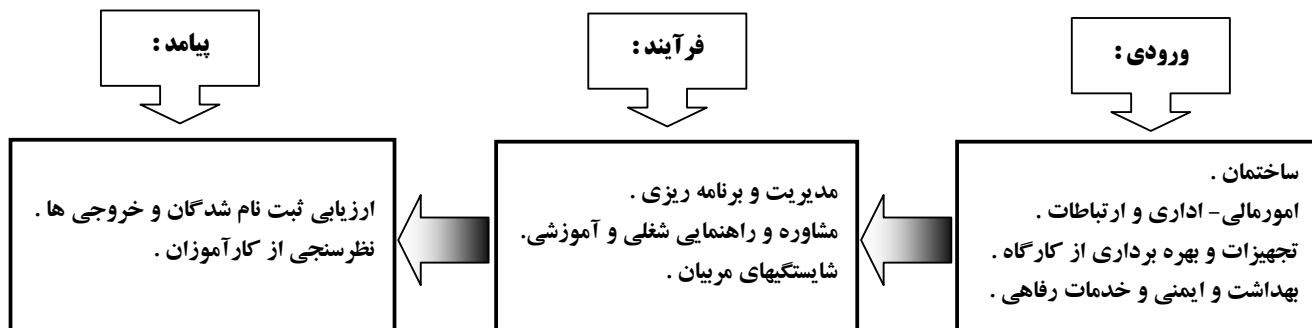 ورودی :
ساختمان .
امورمالی- اداری و ارتباطات .
تجهیزات و بهره برداری از کارگاه .
بهداشت و ایمنی و خدمات رفاهی .
فرآیند :
مدیریت و برنامه ریزی .
مشاوره و راهنمایی شغلی و آموزشی.
شایستگیهای مربیان .
پیامد :
ارزیابی ثبت نام شدگان و خروجی ها .
نظرسنجی از کارآموزان .